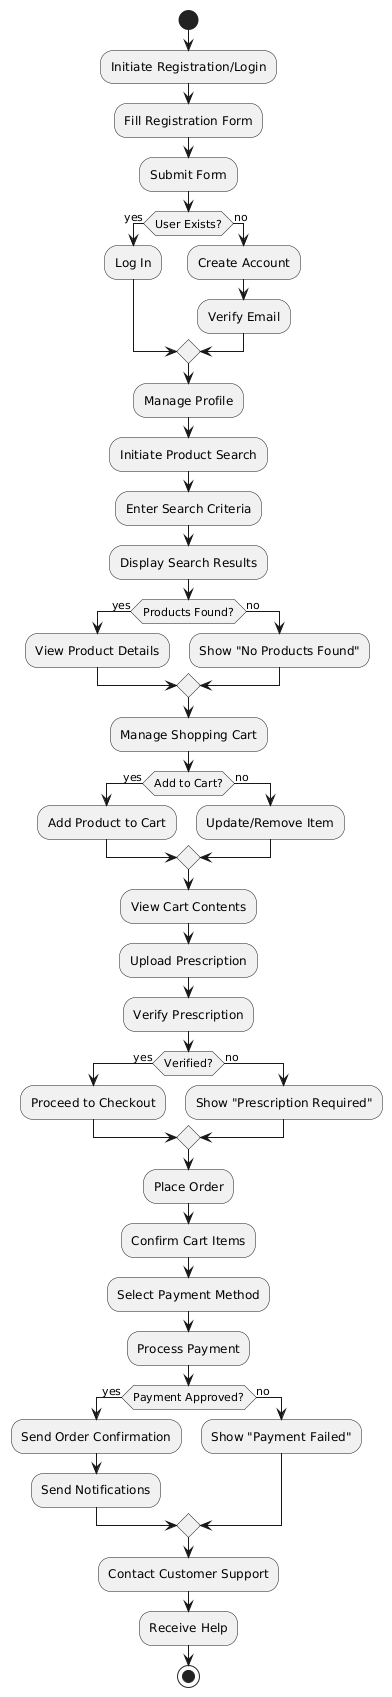 Initiate Registration/Login
Fill Registration Form
Submit Form
yes
User Exists?
no
Log In
Create Account
Verify Email
Manage Profile
Initiate Product Search
Enter Search Criteria
Display Search Results
yes
Products Found?
no
View Product Details
Show "No Products Found"
Manage Shopping Cart
yes
Add to Cart?
no
Add Product to Cart
Update/Remove Item
View Cart Contents
Upload Prescription
Verify Prescription
yes
Verified?
no
Proceed to Checkout
Show "Prescription Required"
Place Order
Confirm Cart Items
Select Payment Method
Process Payment
yes
Payment Approved?
no
Send Order Confirmation
Show "Payment Failed"
Send Notifications
Contact Customer Support
Receive Help